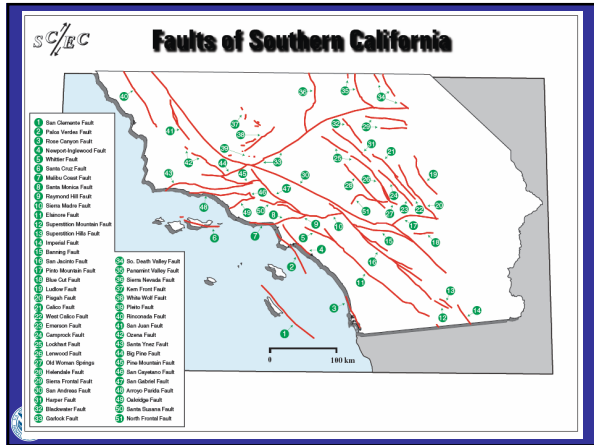 SC/EC
Faults of Southern California
1 San Clemente Fault
2 Palos Verdes Fault
3 Rose Canyon Fault
4 Newport-Inglewood Fault
5 Whittier Fault
6 Santa Cruz Fault
7 Malibu Coast Fault
8 Santa Monica Fault
9 Raymond Hill Fault
10 Sierra Madre Fault
11 Elsinore Fault
12 Superstition Mountain Fault
13 Superstition Hills Fault
14 Imperial Fault
15 Banning Fault
16 San Jacinto Fault
17 Pinto Mountain Fault
18 Blue Cut Fault
19 Ludlow Fault
20 Pisgah Fault
21 Calico Fault
22 West Calico Fault
23 Emerson Fault
24 Camprock Fault
25 Lockhart Fault
26 Lenwood Fault
27 Old Woman Springs
28 Helendale Fault
29 Sierra Frontal Fault
30 San Andreas Fault
31 Harper Fault
32 Blackwater Fault
33 Garlock Fault
34 So. Death Valley Fault
35 Panamint Valley Fault
36 Sierra Nevada Fault
37 Kern Front Fault
38 White Wolf Fault
39 Pleito Fault
40 Rinconada Fault
41 San Juan Fault
42 Ozena Fault
43 Santa Ynez Fault
44 Big Pine Fault
45 Pine Mountain Fault
46 San Cayetano Fault
47 San Gabriel Fault
48 Arroyo Parida Fault
49 Oakridge Fault
50 Santa Susana Fault
51 North Frontal Fault
0 100 km